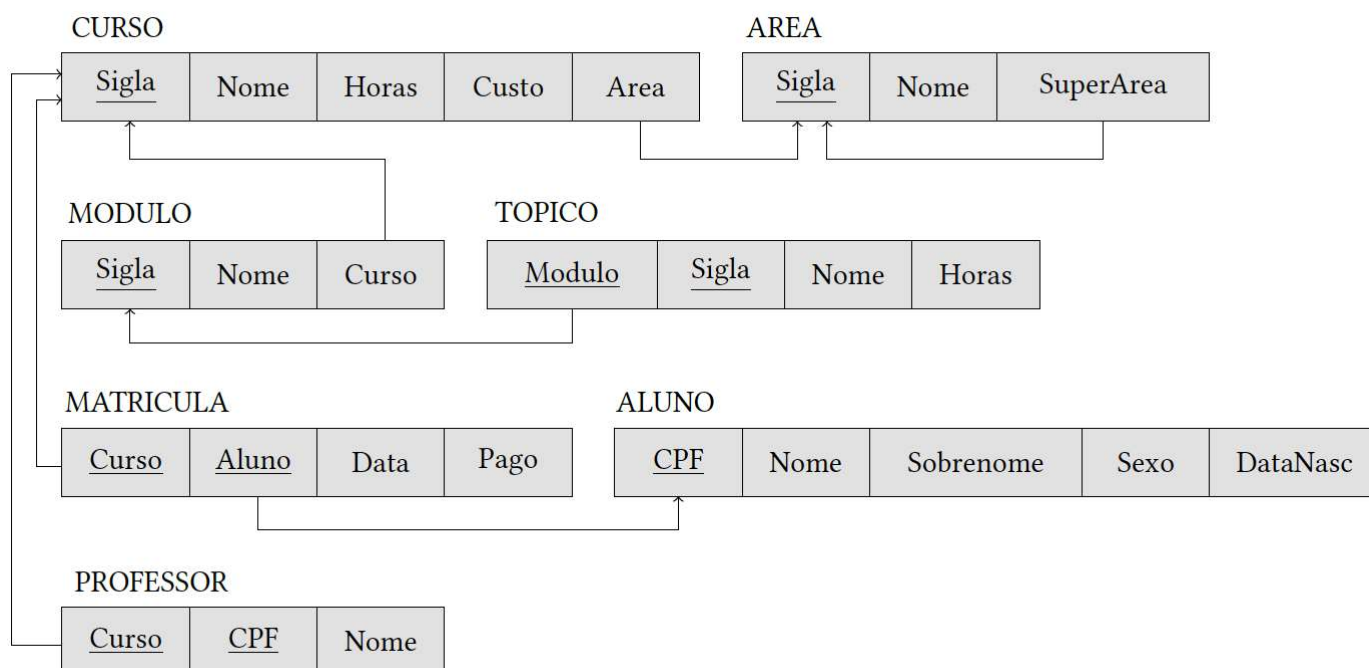 CURSO
Sigla Nome Horas Custo Area
AREA
Sigla Nome SuperArea
MODULO
Sigla Nome Curso
TOPICO
Modulo Sigla Nome Horas
MATRICULA
Curso Aluno Data Pago
ALUNO
CPF Nome Sobrenome Sexo DataNasc
PROFESSOR
Curso CPF Nome